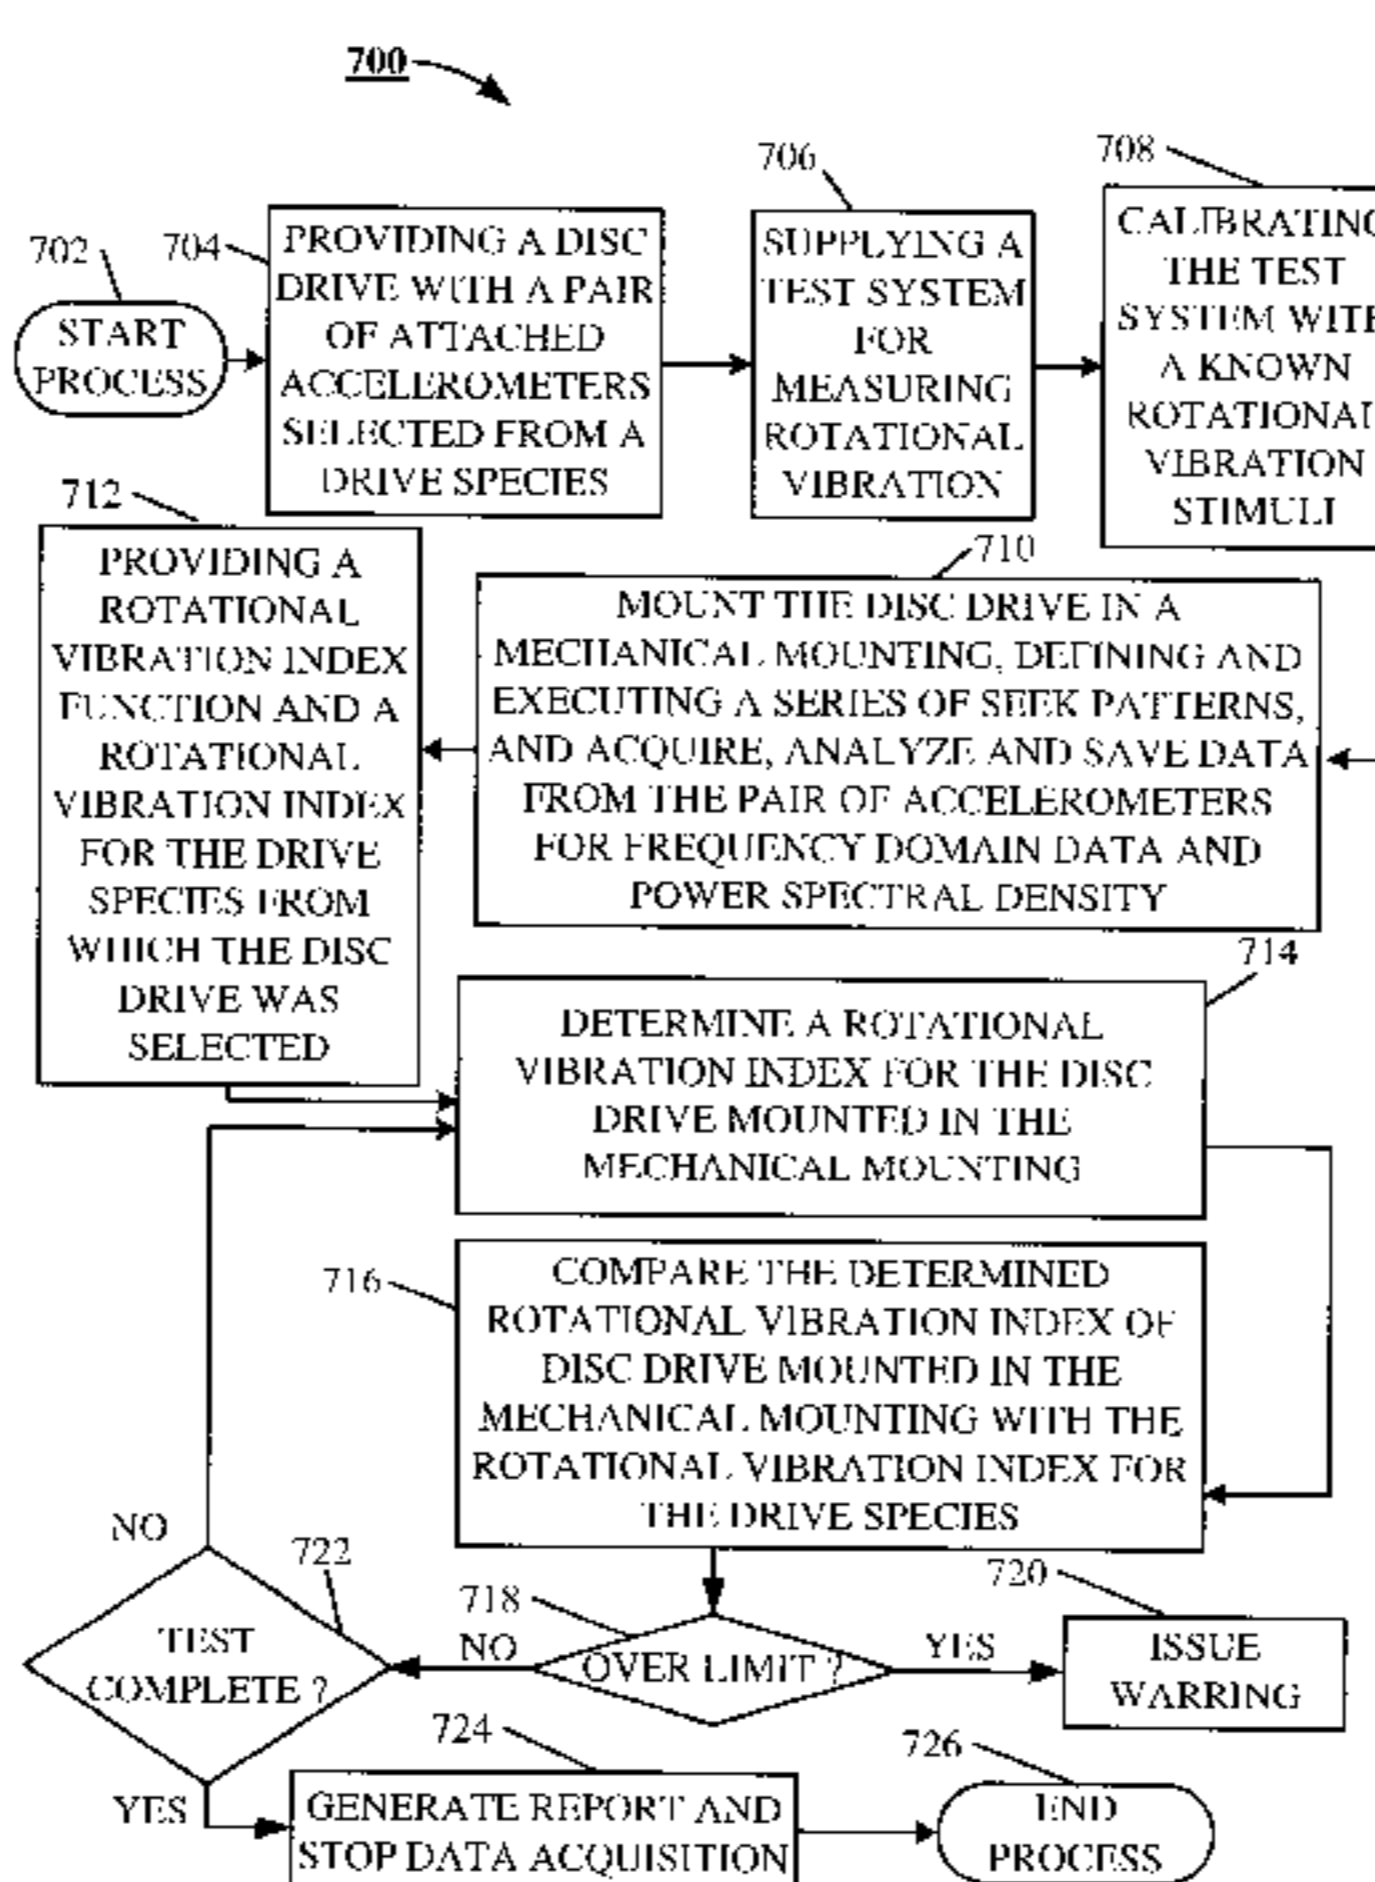 700
702
START
PROCESS
704
PROVIDING A DISC
DRIVE WITH A PAIR
OF ATTACHED
ACCELEROMETERS
SELECTED FROM A
DRIVE SPECIES
706
SUPPLYING A
TEST SYSTEM
FOR
MEASURING
ROTATIONAL
VIBRATION
708
CALIBRATING
THE TEST
SYSTEM WITH
A KNOWN
ROTATIONAL
VIBRATION
STIMULI
710
MOUNT THE DISC DRIVE IN A
MECHANICAL MOUNTING, DEFINING AND
EXECUTING A SERIES OF SEEK PATTERNS,
AND ACQUIRE, ANALYZE AND SAVE DATA
FROM THE PAIR OF ACCELEROMETERS
FOR FREQUENCY DOMAIN DATA AND
POWER SPECTRAL DENSITY
712
PROVIDING A
ROTATIONAL
VIBRATION INDEX
FUNCTION AND A
ROTATIONAL
VIBRATION INDEX
FOR THE DRIVE
SPECIES FROM
WHICH THE DISC
DRIVE WAS
SELECTED
714
DETERMINE A ROTATIONAL
VIBRATION INDEX FOR THE DISC
DRIVE MOUNTED IN THE
MECHANICAL MOUNTING
716
COMPARE THE DETERMINED
ROTATIONAL VIBRATION INDEX OF
DISC DRIVE MOUNTED IN THE
MECHANICAL MOUNTING WITH THE
ROTATIONAL VIBRATION INDEX FOR
THE DRIVE SPECIES
718
OVER LIMIT ?
YES
720
ISSUE
WARRING
NO
722
TEST
COMPLETE ?
NO
YES
724
GENERATE REPORT AND
STOP DATA ACQUISITION
726
END
PROCESS